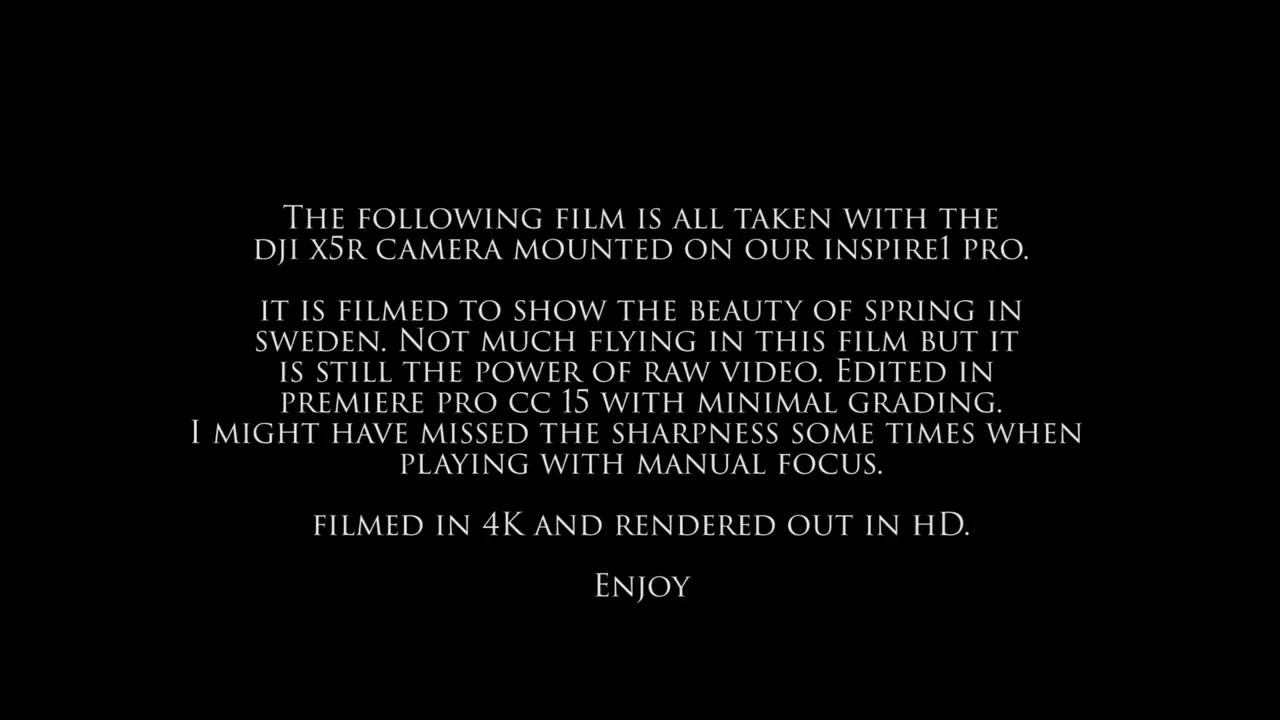 The following film is all taken with the
dji x5r camera mounted on our inspire1 pro.
it is filmed to show the beauty of spring in
sweden. Not much flying in this film but it
is still the power of raw video. Edited in
premiere pro cc 15 with minimal grading.
I might have missed the sharpness some times when
playing with manual focus.
filmed in 4K and rendered out in hD.
Enjoy